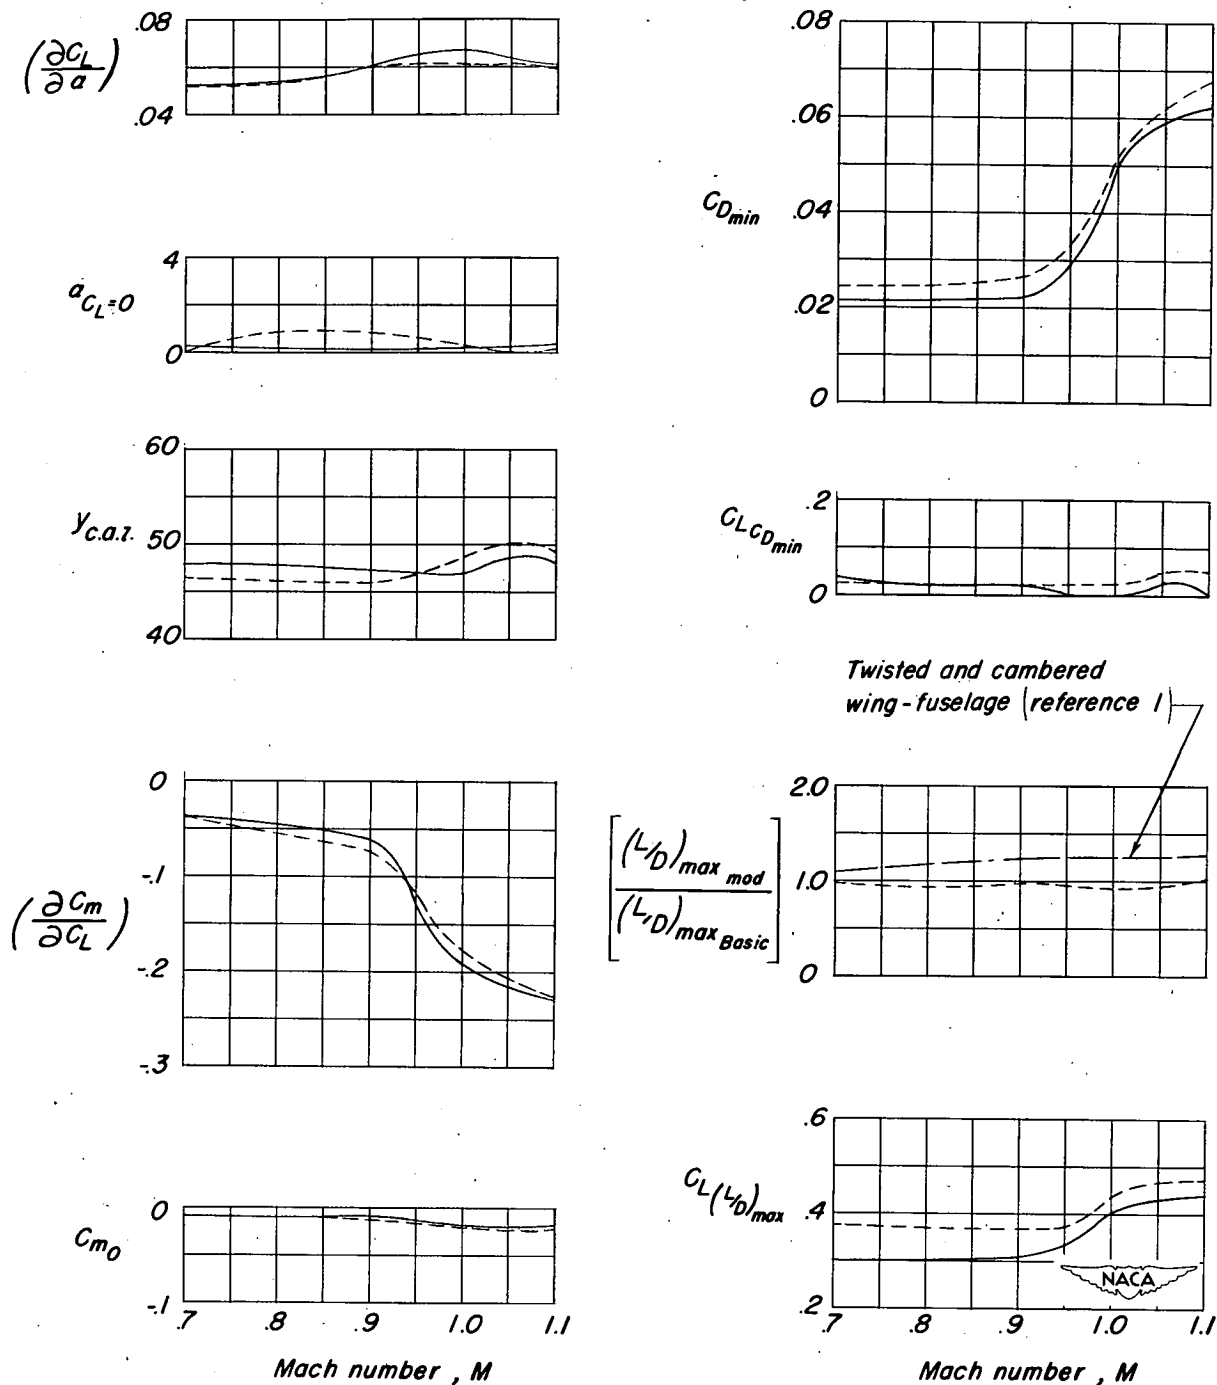 (∂C_L/∂α)
.08
.04
α_{C_L=0}
4
0
y_{c.a.l.}
60
50
40
(∂C_m/∂C_L)
0
-.1
-.2
-.3
C_{m_0}
0
-.1
.7 .8 .9 1.0 1.1
Mach number , M
C_{D_{min}}
.08
.06
.04
.02
0
C_{L_{C_{D_{min}}}}
.2
0
Twisted and cambered
wing-fuselage (reference 1)
[(L/D)_{max_{mod}}/(L/D)_{max_{Basic}}]
2.0
1.0
0
C_{L_{(L/D)_{max}}}
.6
.4
.2
NACA
.7 .8 .9 1.0 1.1
Mach number , M